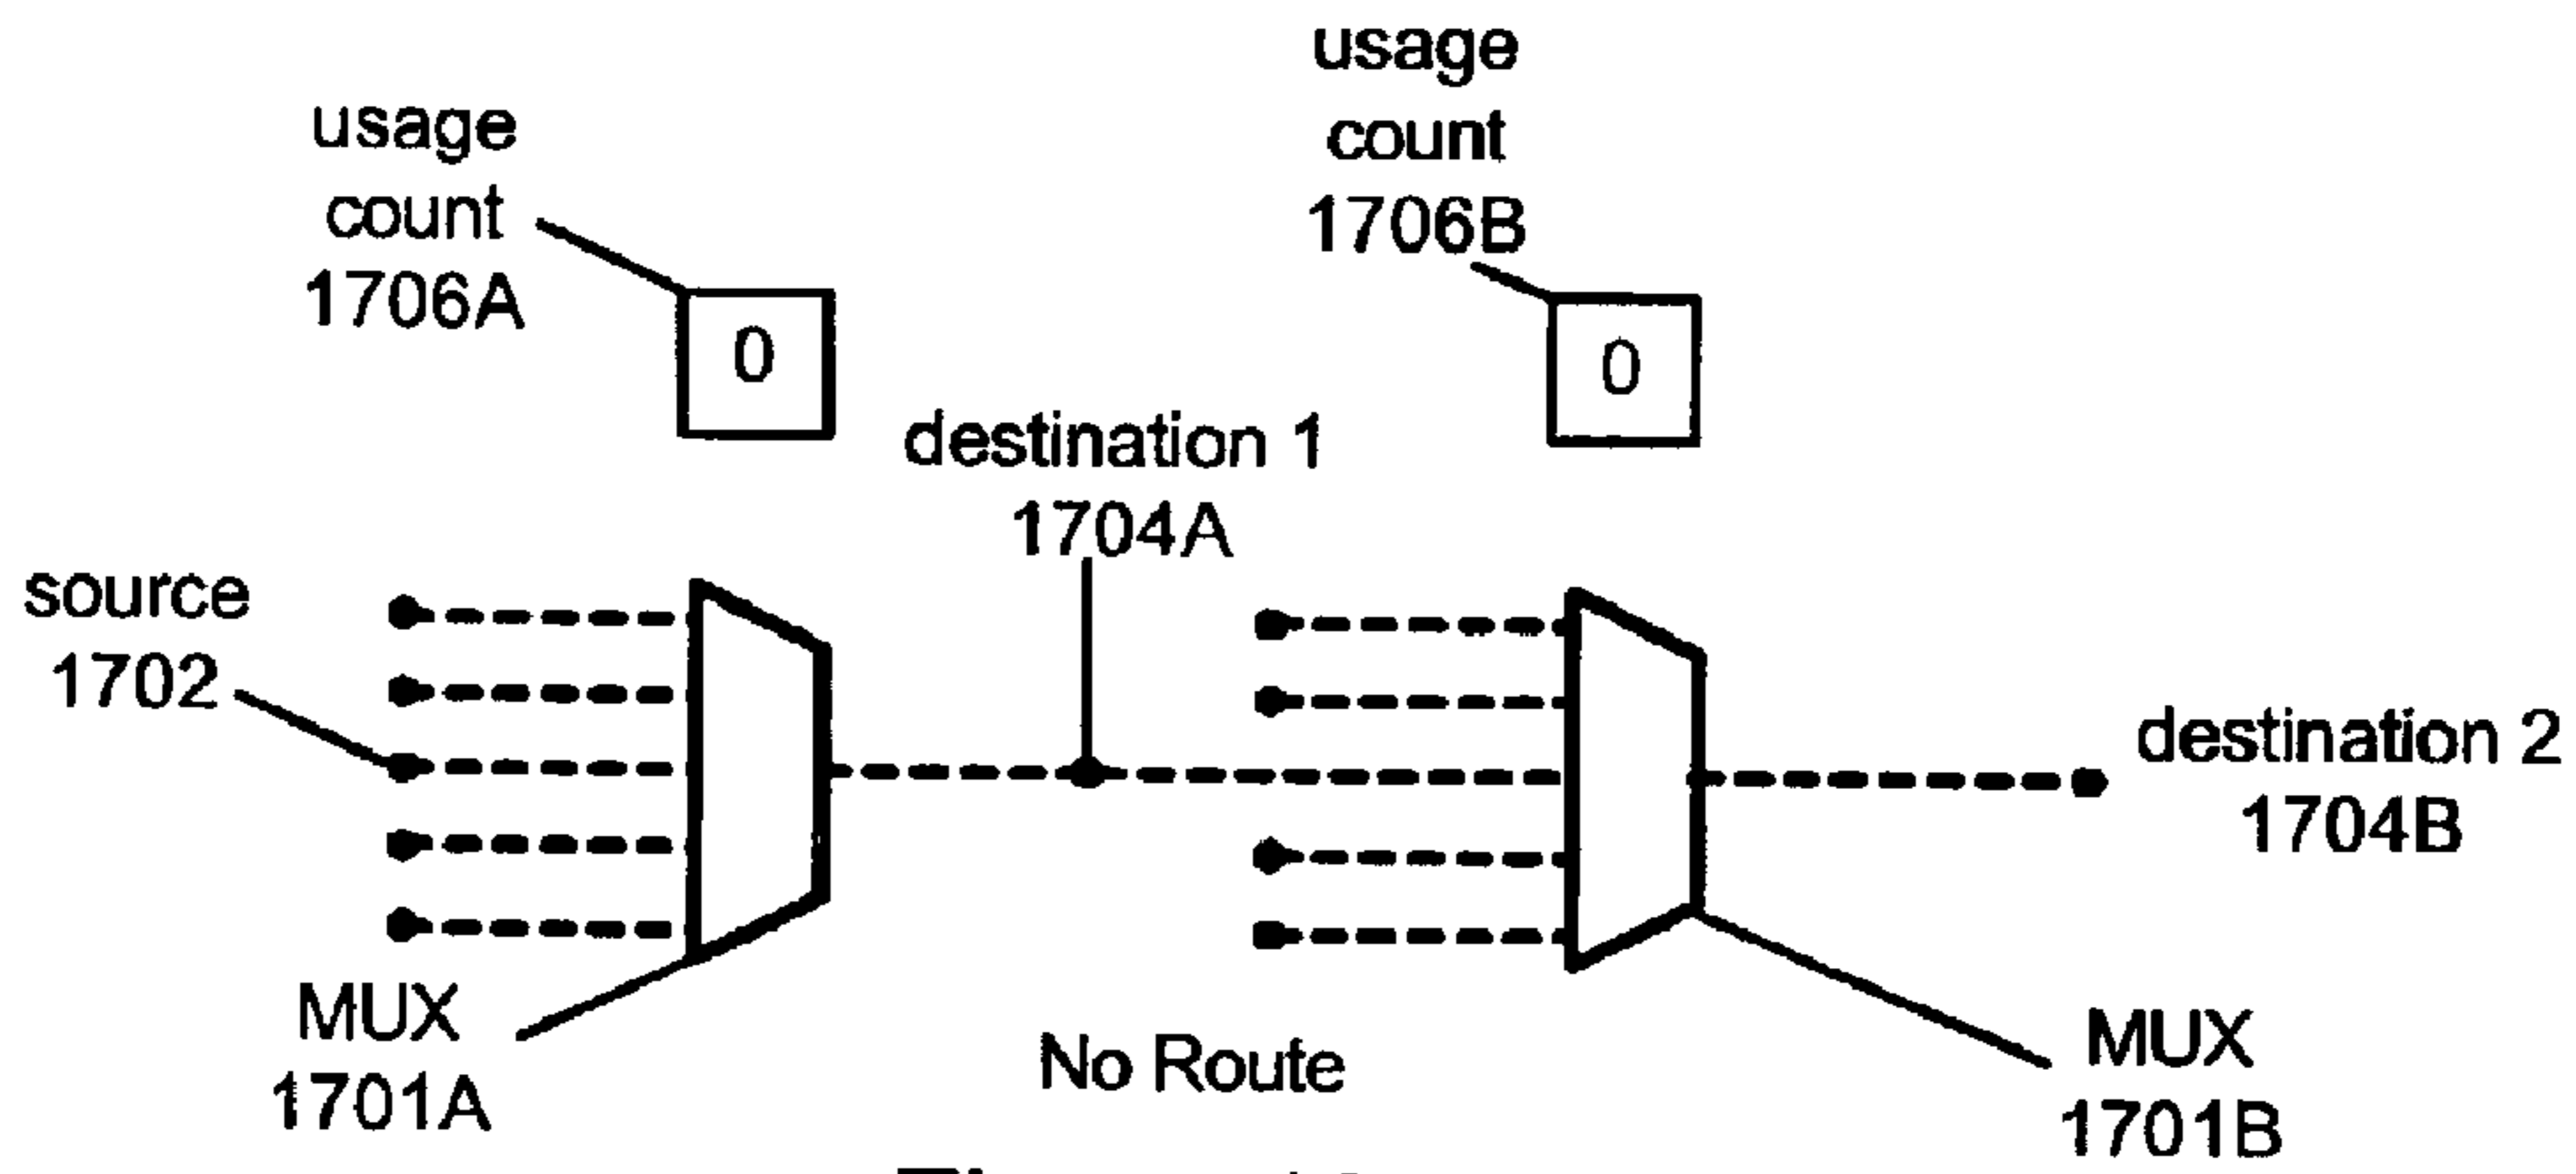 usage
count
1706A
0
usage
count
1706B
0
destination 1
1704A
source
1702
destination 2
1704B
MUX
1701A
No Route
MUX
1701B